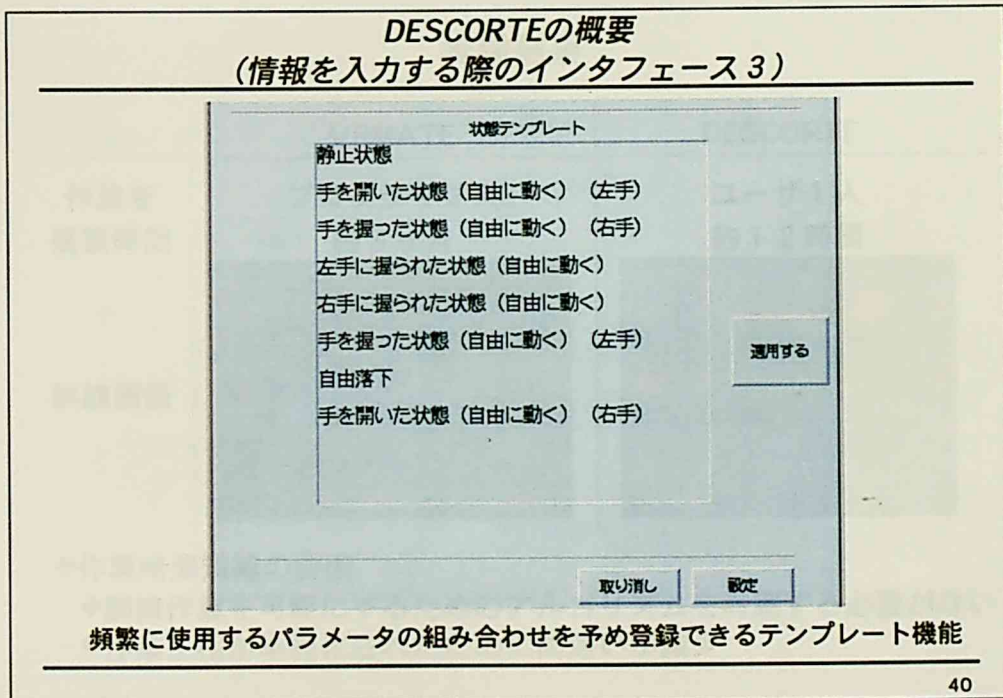 DESCORTEの概要
(情報を入力する際のインタフェース3)
状態テンプレート
静止状態
手を開いた状態(自由に動く)(左手)
手を握った状態(自由に動く)(右手)
左手に握られた状態(自由に動く)
右手に握られた状態(自由に動く)
手を握った状態(自由に動く)(左手)
自由落下
手を開いた状態(自由に動く)(右手)
適用する
取り消し
設定
頻繁に使用するパラメータの組み合わせを予め登録できるテンプレート機能
40